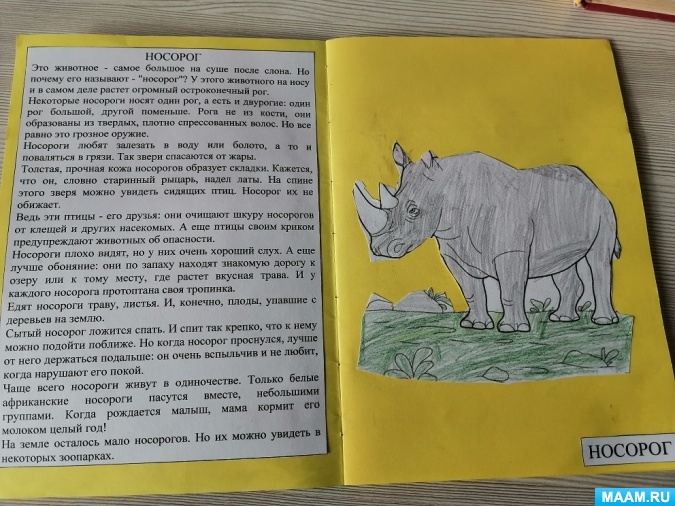 НОСОРОГ
Это животное - самое большое на суше после слона. Но
почему его называют - "носорог"? У этого животного на носу
и в самом деле растет огромный остроконечный рог.
Некоторые носороги носят один рог, а есть и двурогие: один
рог большой, другой поменьше. Рога не из кости, они
образованы из твердых, плотно спрессованных волос. Но все
равно это грозное оружие.
Носороги любят залезать в воду или болото, а то и
поваляться в грязи. Так звери спасаются от жары.
Толстая, прочная кожа носорогов образует складки. Кажется,
что он, словно старинный рыцарь, надел латы. На спине
этого зверя можно увидеть сидящих птиц. Носорог их не
обижает.
Ведь эти птицы - его друзья: они очищают шкуру носорогов
от клещей и других насекомых. А еще птицы своим криком
предупреждают животных об опасности.
Носороги плохо видят, но у них очень хороший слух. А еще
лучше обоняние: они по запаху находят знакомую дорогу к
озеру или к тому месту, где растет вкусная трава. И у
каждого носорога протоптана своя тропинка.
Едят носороги траву, листья. И, конечно, плоды, упавшие с
деревьев на землю.
Сытый носорог ложится спать. И спит так крепко, что к нему
можно подойти поближе. Но когда носорог проснулся, лучше
от него держаться подальше: он очень вспыльчив и не любит,
когда нарушают его покой.
Чаще всего носороги живут в одиночестве. Только белые
африканские носороги пасутся вместе, небольшими
группами. Когда рождается малыш, мама кормит его
молоком целый год!
На земле осталось мало носорогов. Но их можно увидеть в
некоторых зоопарках.
НОСОРОГ
MAAM.RU